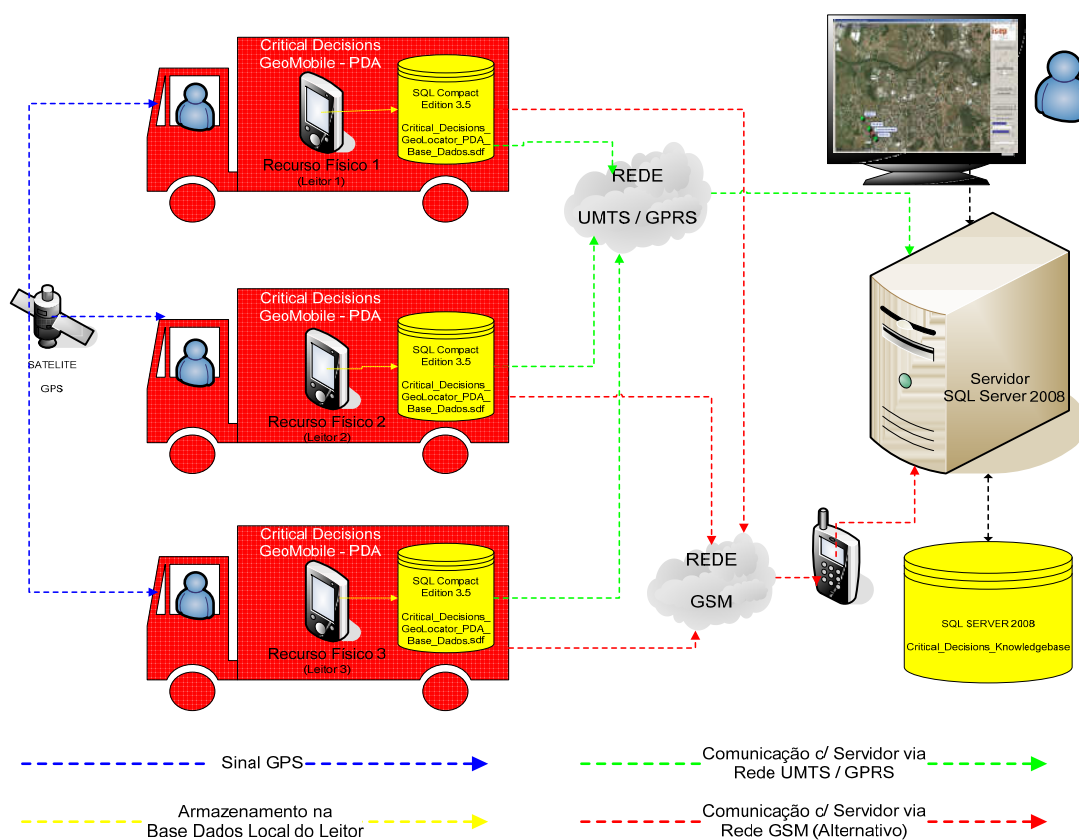 Critical Decisions
GeoMobile - PDA
SQL Compact
Edition 3.5
Critical_Decisions_
GeoLocator_PDA_
Base_Dados.sdf
Recurso Físico 1
(Leitor 1)
isep
REDE
UMTS / GPRS
Critical Decisions
GeoMobile - PDA
SQL Compact
Edition 3.5
Critical_Decisions_
GeoLocator_PDA_
Base_Dados.sdf
Recurso Físico 2
(Leitor 2)
SATELITE
GPS
Servidor
SQL Server 2008
Critical Decisions
GeoMobile - PDA
SQL Compact
Edition 3.5
Critical_Decisions_
GeoLocator_PDA_
Base_Dados.sdf
Recurso Físico 3
(Leitor 3)
REDE
GSM
SQL SERVER 2008
Critical_Decisions_Knowledgebase
Sinal GPS
Comunicação c/ Servidor via
Rede UMTS / GPRS
Armazenamento na
Base Dados Local do Leitor
Comunicação c/ Servidor via
Rede GSM (Alternativo)